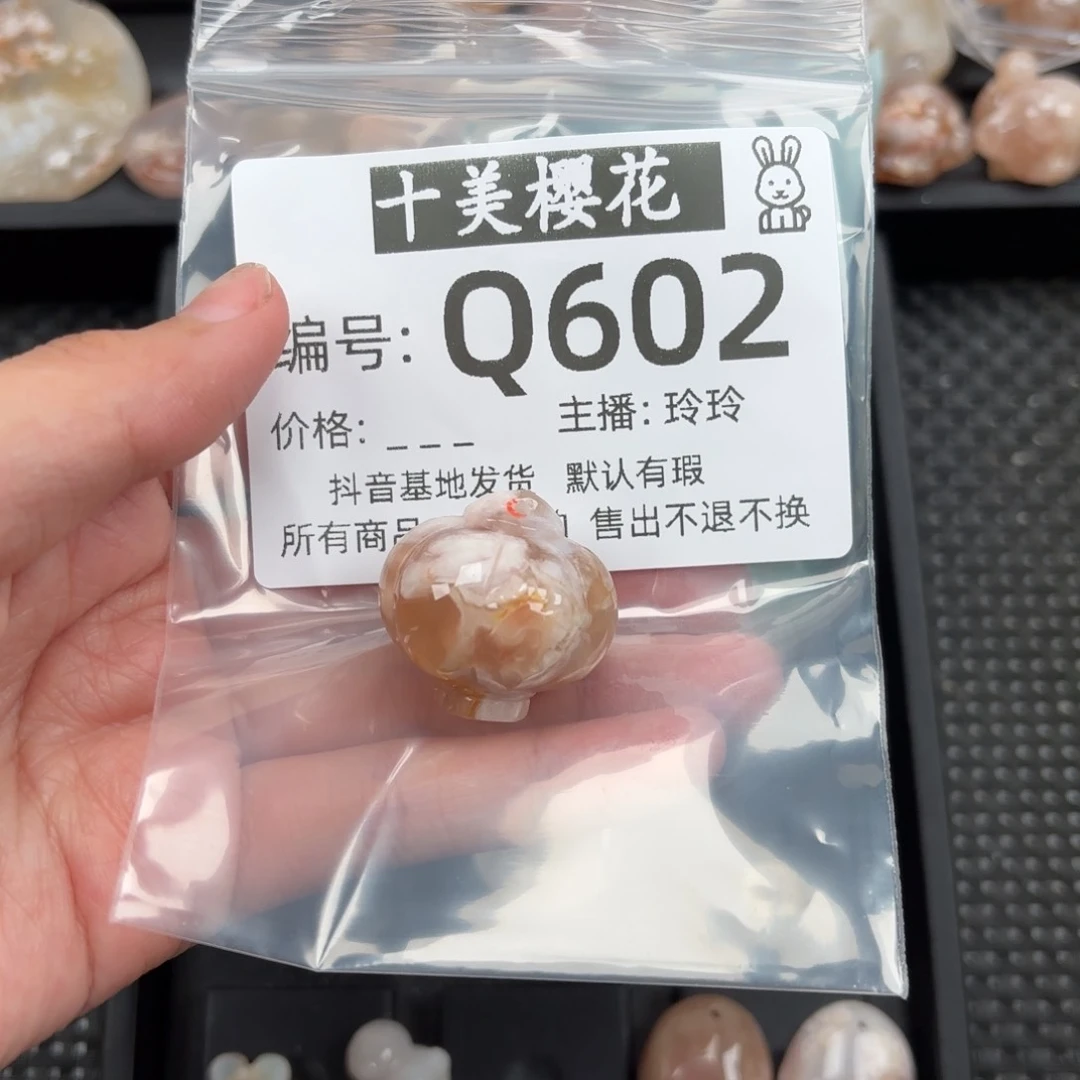 十美樱花
编号: Q602
价格: _ _ _ 主播: 玲玲
抖音基地发货 默认有瑕
所有商品 售出不退不换